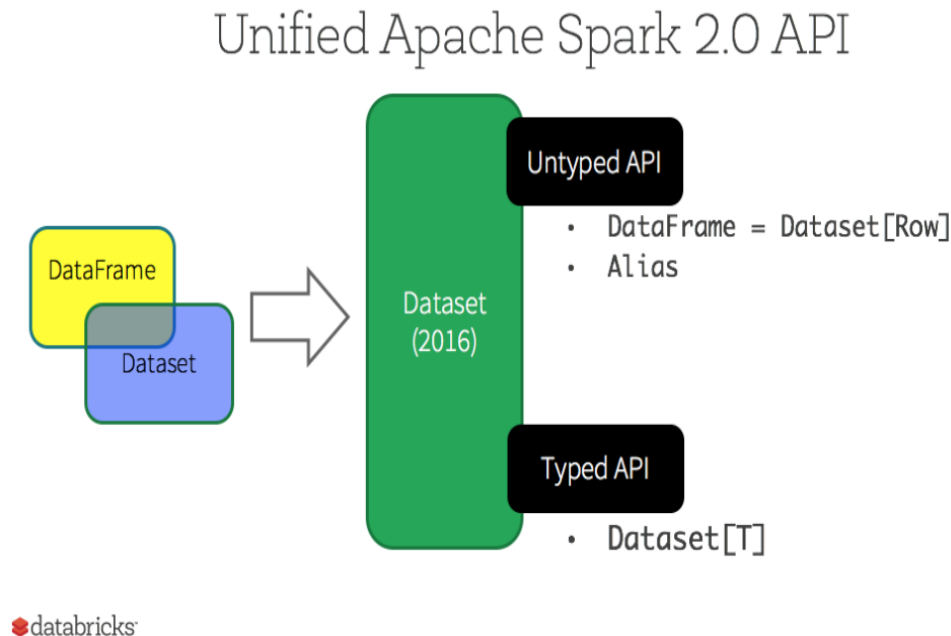 Unified Apache Spark 2.0 API
DataFrame
Dataset
Dataset
(2016)
Untyped API
• DataFrame = Dataset[Row]
• Alias
Typed API
• Dataset[T]
databricks